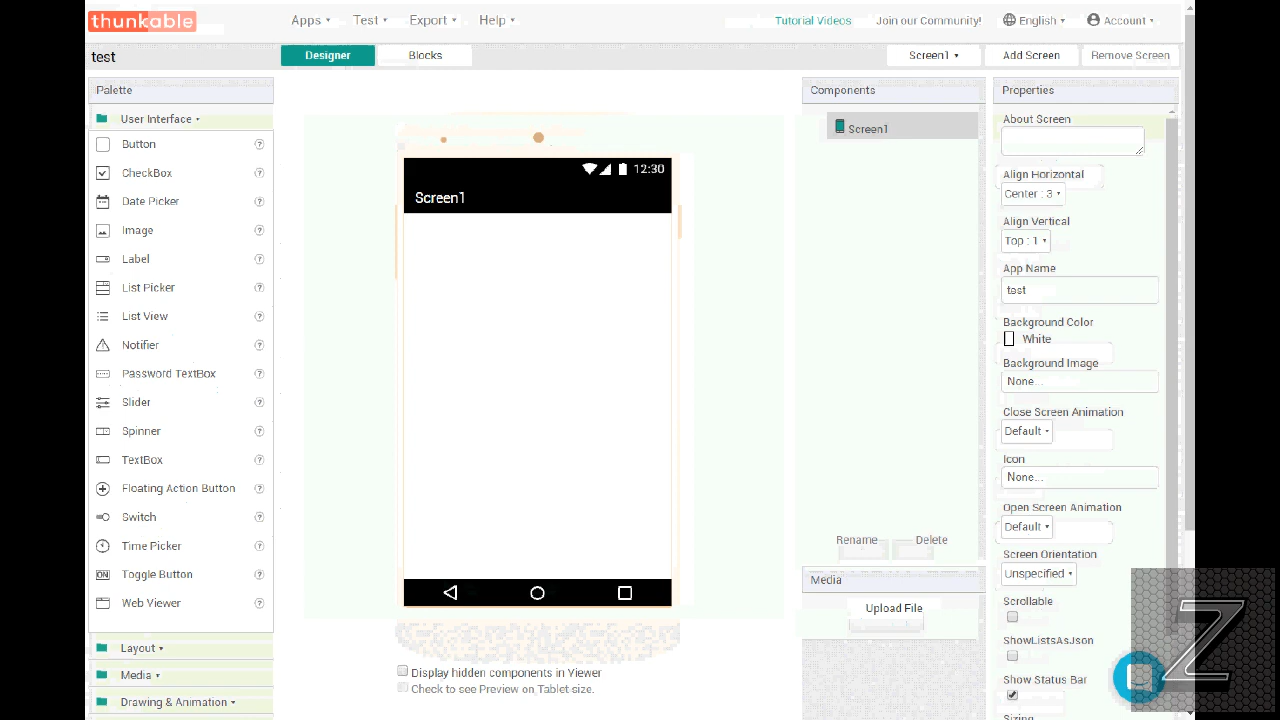 thunkable
Apps
Test
Export
Help
Tutorial Videos
Join our Community!
English
Account
test
Designer
Blocks
Screen1
Add Screen
Remove Screen
Palette
User Interface
Button
CheckBox
Date Picker
Image
Label
List Picker
List View
Notifier
Password TextBox
Slider
Spinner
TextBox
Floating Action Button
Switch
Time Picker
Toggle Button
Web Viewer
Layout
Media
Drawing & Animation
12:30
Screen1
Display hidden components in Viewer
Check to see Preview on Tablet size.
Components
Screen1
Rename
Delete
Media
Upload File
Properties
About Screen
Align Horizontal
Center : 3
Align Vertical
Top : 1
App Name
test
Background Color
White
Background Image
None...
Close Screen Animation
Default
Icon
None...
Open Screen Animation
Default
Screen Orientation
Unspecified
Scrollable
ShowListsAsJson
Show Status Bar
Sizing
Z